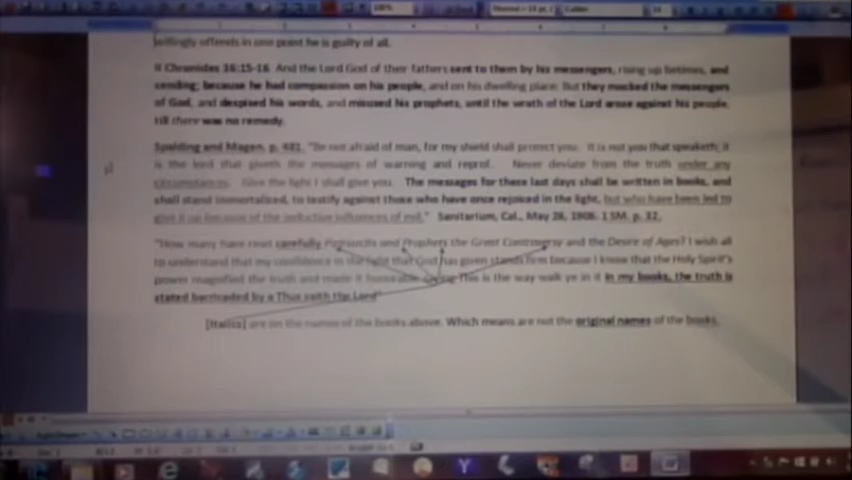 willingly offends in one point he is guilty of all.
II Chronicles 36:15-16 And the Lord God of their fathers sent to them by his messengers, rising up betimes, and
sending; because he had compassion on his people, and on his dwelling place: But they mocked the messengers
of God, and despised his words, and misused his prophets, until the wrath of the Lord arose against his people,
till there was no remedy.
Spalding and Magan, p. 481, "Be not afraid of man, for my shield shall protect you. It is not you that speaketh, it
is the lord that giveth the messages of warning and reprof. Never deviate from the truth under any
circumstances. Give the light I shall give you. The messages for these last days shall be written in books, and
shall stand immortalized, to testify against those who have once rejoiced in the light, but who have been led to
give it up because of the seductive influences of evil." Sanitarium, Cal., May 26, 1906. 1 SM. p. 32,
"How many have read carefully Patriarchs and Prophets the Great Controversy and the Desire of Ages? I wish all
to understand that my confidence in the light that God has given stands firm because I know that the Holy Spirit's
power magnified the truth and made it honorable This is the way walk ye in it In my books, the truth is
stated barricaded by a Thus saith the Lord"
[Italics] are on the names of the books above. Which means are not the original names of the books.